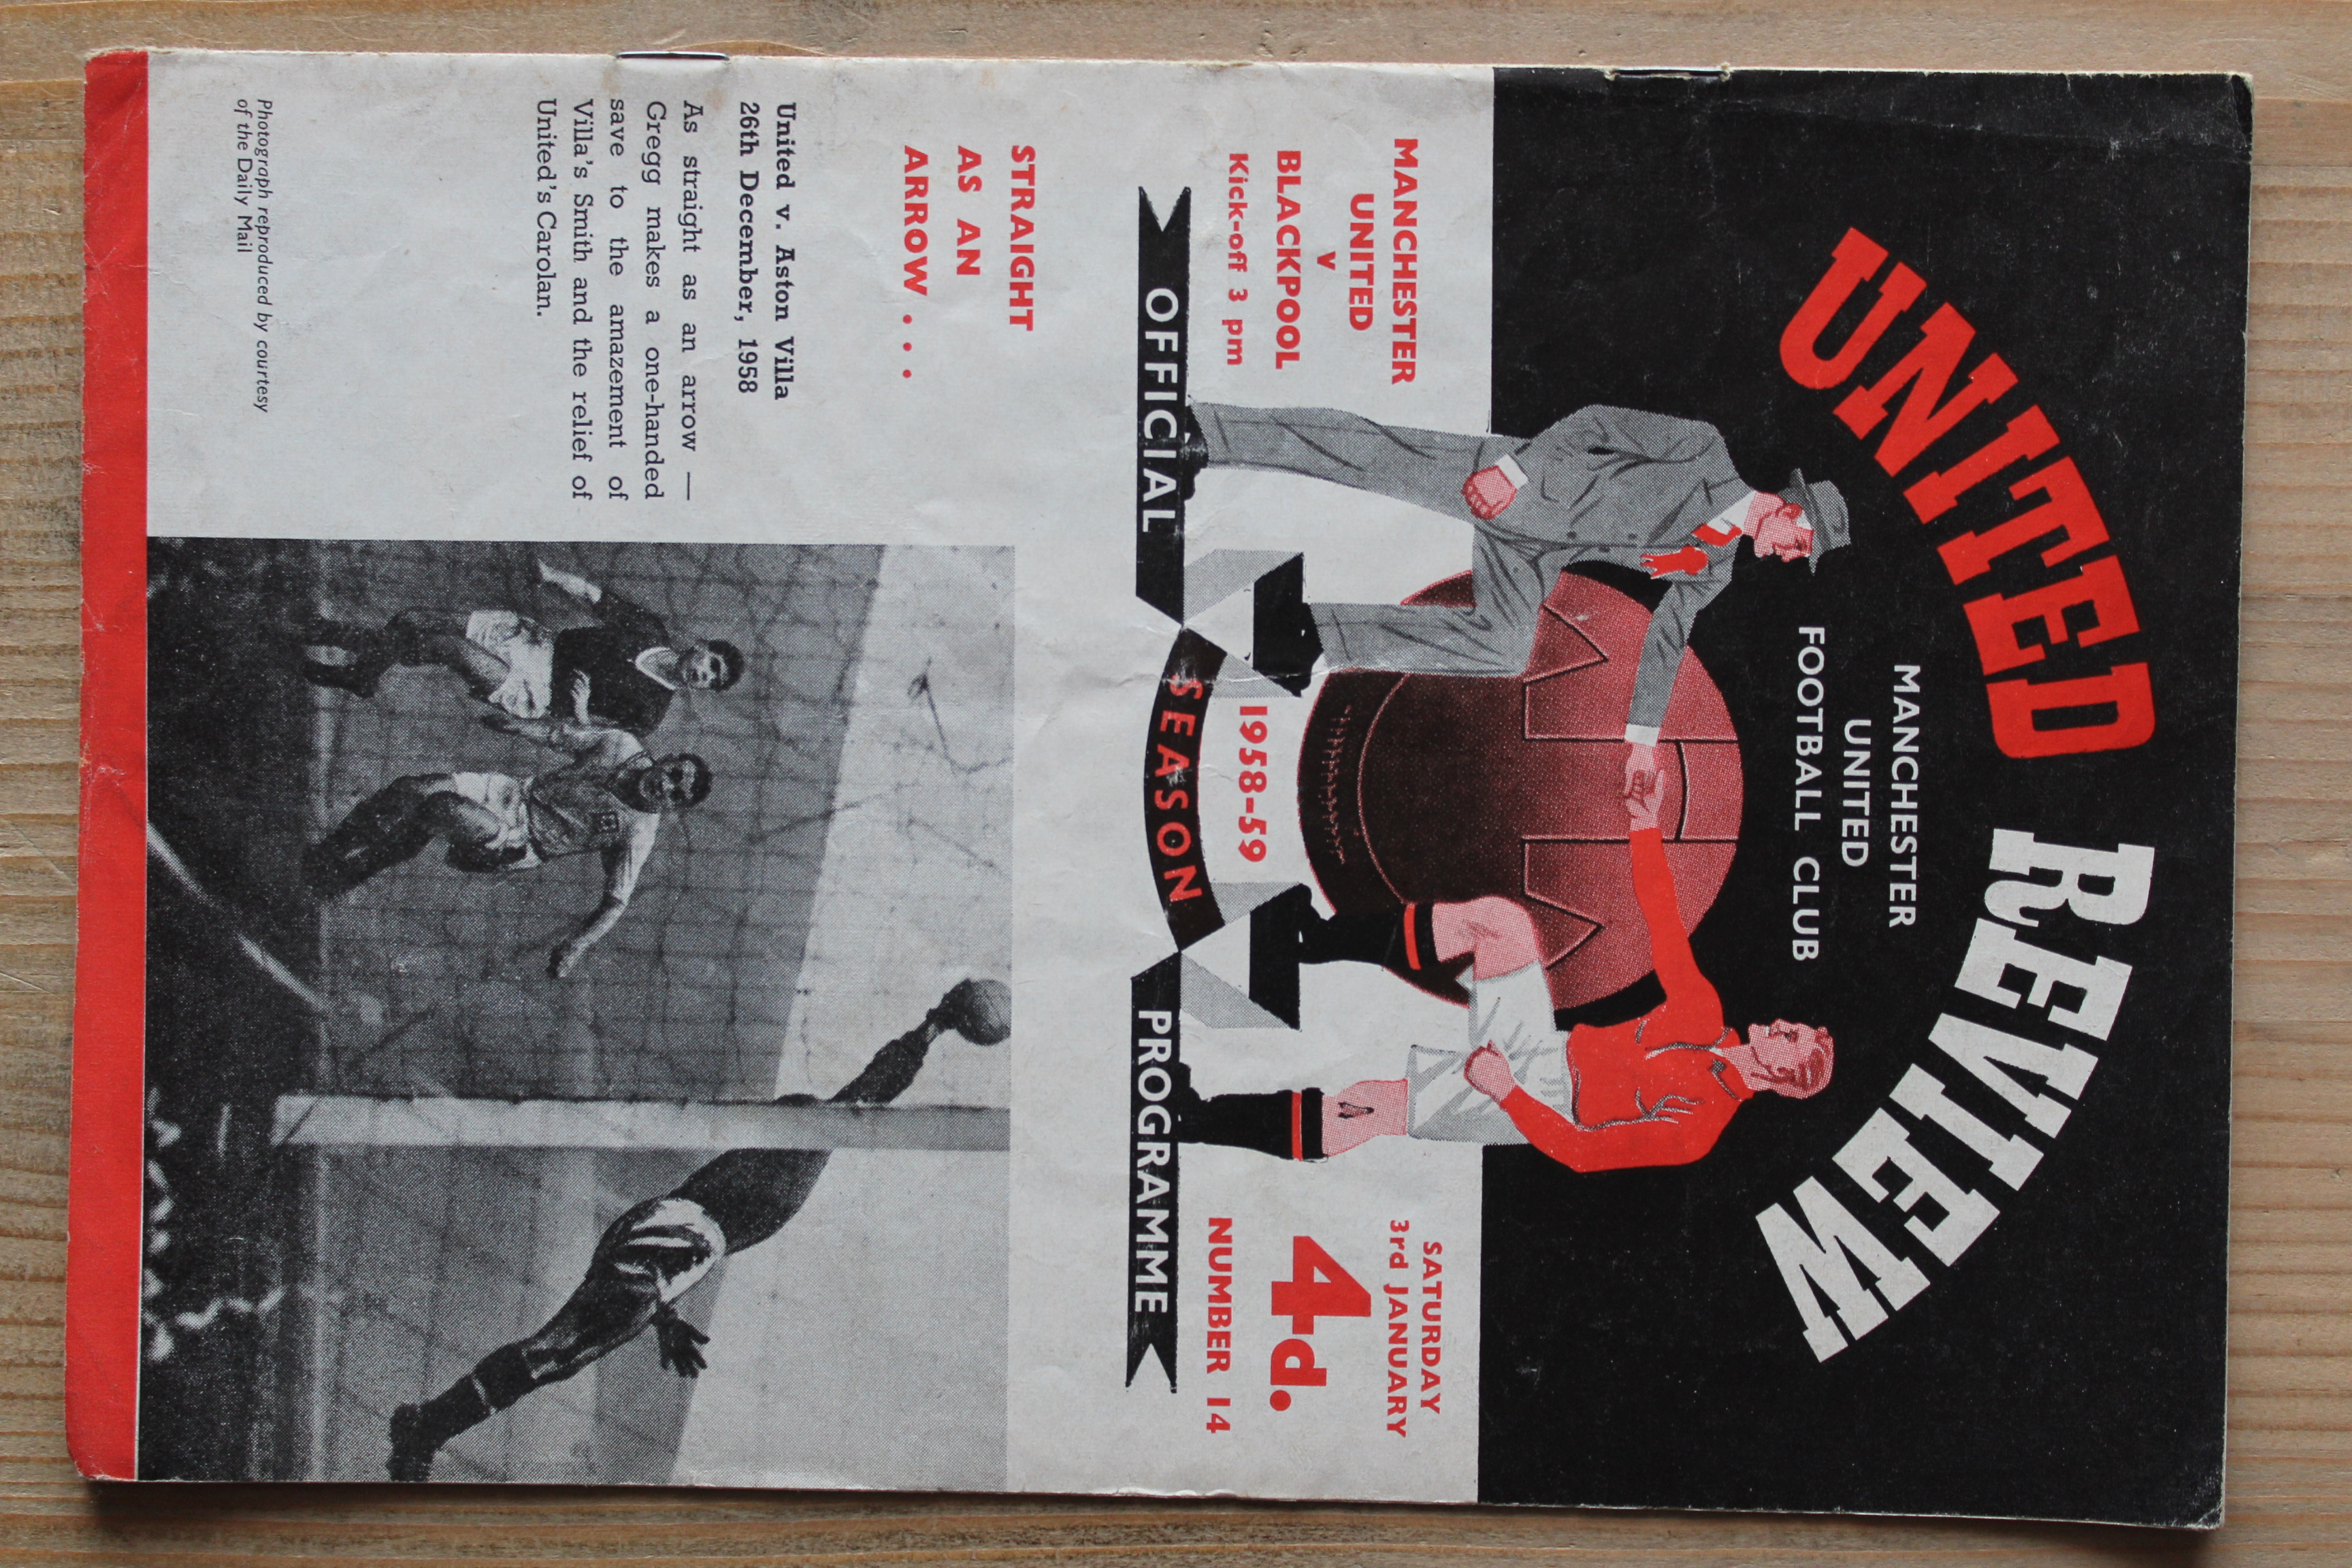 UNITED REVIEW
MANCHESTER
UNITED
FOOTBALL CLUB
MANCHESTER
UNITED
v
BLACKPOOL
Kick-off 3 pm
SATURDAY
3rd JANUARY
4d.
NUMBER 14
1958-59
OFFICIAL SEASON PROGRAMME
STRAIGHT
AS AN
ARROW . . .
United v. Aston Villa
26th December, 1958
As straight as an arrow —
Gregg makes a one-handed
save to the amazement of
Villa's Smith and the relief of
United's Carolan.
Photograph reproduced by courtesy
of the Daily Mail